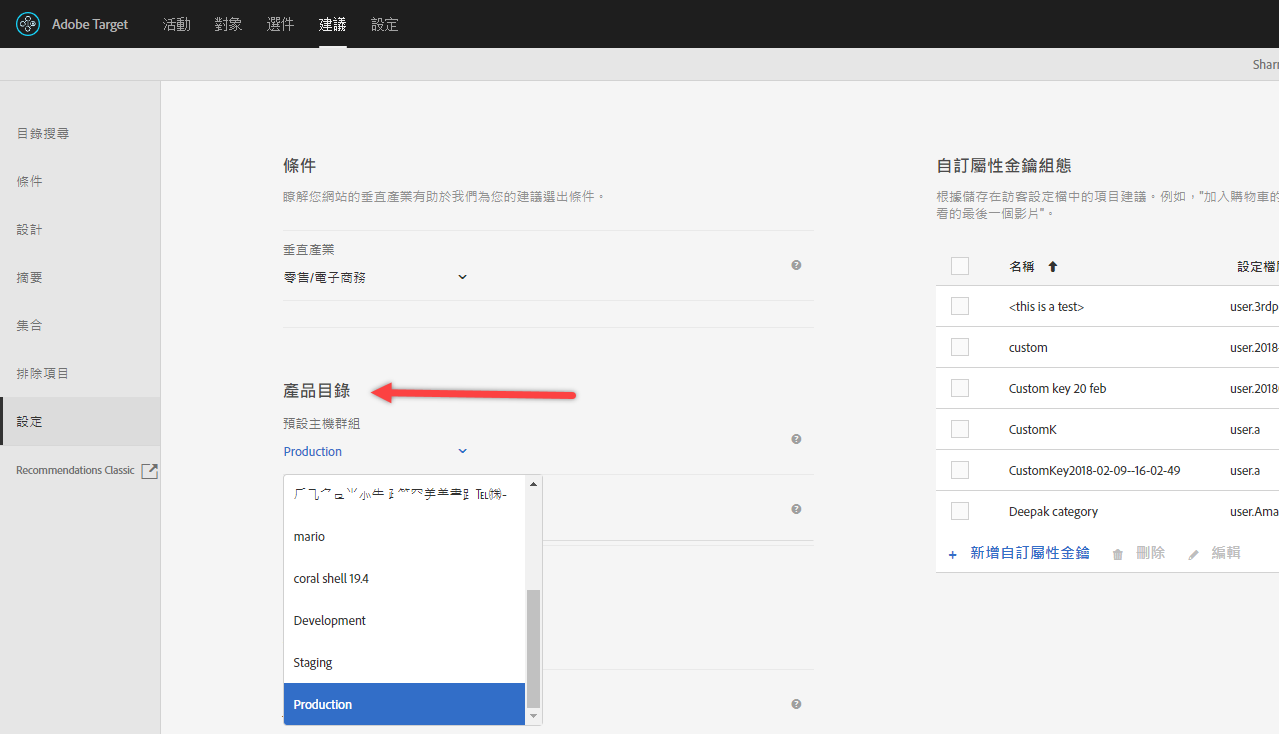 Adobe Target
活動
對象
選件
建議
設定
目錄搜尋
條件
設計
摘要
集合
排除項目
設定
Recommendations Classic
條件
瞭解您網站的垂直產業有助於我們為您的建議選出條件。
垂直產業
零售/電子商務
產品目錄
預設主機群組
Production
mario
coral shell 19.4
Development
Staging
Production
自訂屬性金鑰組態
根據儲存在訪客設定檔中的項目建議。例如，"加入購物車的
看的最後一個影片"。
名稱
設定檔
<this is a test>
user.3rdp
custom
user.2018-
Custom key 20 feb
user.2018
CustomK
user.a
CustomKey2018-02-09--16-02-49
user.a
Deepak category
user.Ama
+ 新增自訂屬性金鑰
刪除
編輯